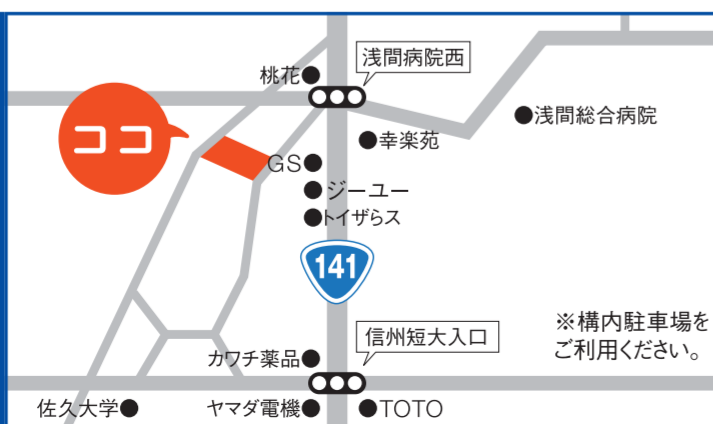 浅間病院西
桃花●
●浅間総合病院
ココ
●幸楽苑
GS●
●ジーユー
●トイザらス
141
※構内駐車場を
ご利用ください。
信州短大入口
カワチ薬品●
佐久大学●
ヤマダ電機●
●TOTO